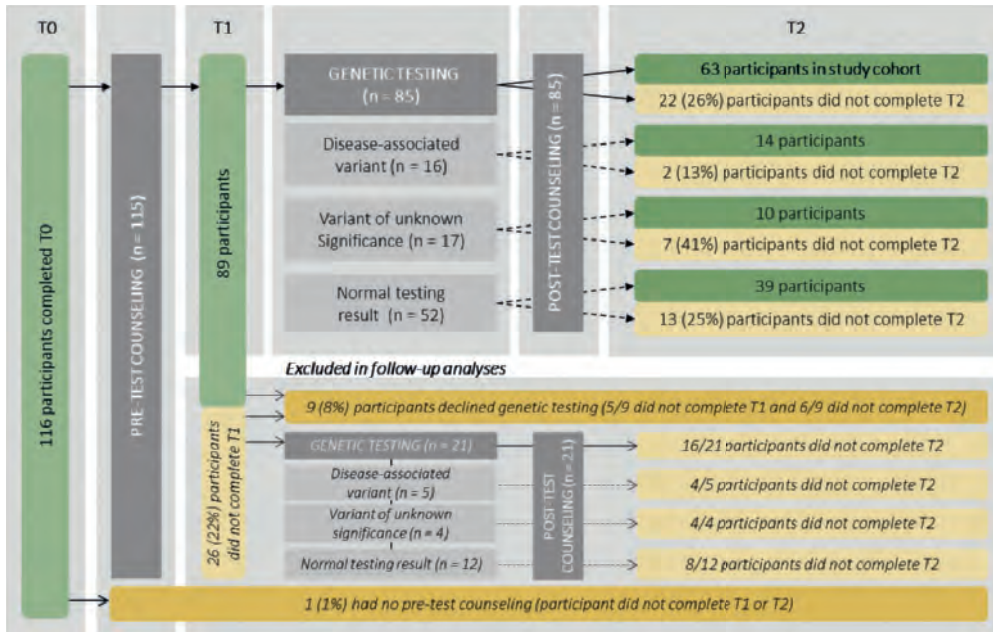 T0
T1
T2
116 participants completed T0
PRE-TEST COUNSELING (n = 115)
89 participants
GENETIC TESTING
(n = 85)
Disease-associated
variant (n = 16)
Variant of unknown
Significance (n = 17)
Normal testing
result (n = 52)
POST-TEST COUNSELING (n = 85)
63 participants in study cohort
22 (26%) participants did not complete T2
14 participants
2 (13%) participants did not complete T2
10 participants
7 (41%) participants did not complete T2
39 participants
13 (25%) participants did not complete T2
Excluded in follow-up analyses
9 (8%) participants declined genetic testing (5/9 did not complete T1 and 6/9 did not complete T2)
26 (22%) participants
did not complete T1
GENETIC TESTING (n = 21)
Disease-associated
variant (n = 5)
Variant of unknown
significance (n = 4)
Normal testing result (n = 12)
POST-TEST
COUNSELING (n = 21)
16/21 participants did not complete T2
4/5 participants did not complete T2
4/4 participants did not complete T2
8/12 participants did not complete T2
1 (1%) had no pre-test counseling (participant did not complete T1 or T2)